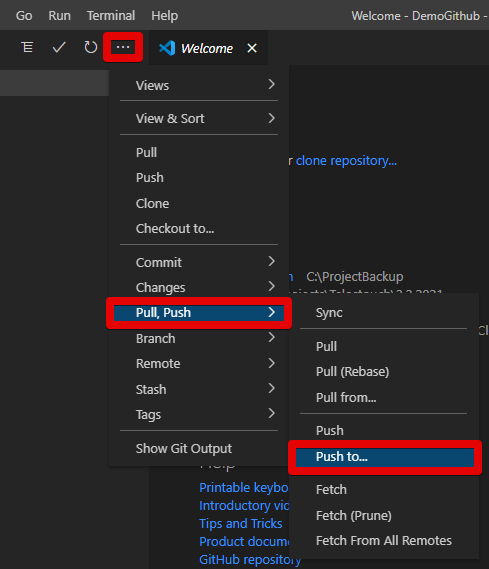 Go Run Terminal Help Welcome - DemoGithub -
Welcome
Views
View & Sort
Pull
Push
Clone
Checkout to...
Commit
Changes
Pull, Push
Branch
Remote
Stash
Tags
Show Git Output
clone repository...
C:\ProjectBackup
Sync
Pull
Pull (Rebase)
Pull from...
Push
Push to...
Fetch
Fetch (Prune)
Fetch From All Remotes
Help
Printable keybo
Introductory vid
Tips and Tricks
Product docume
GitHub repository